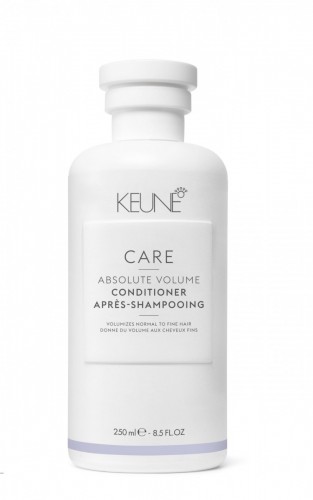 KEUNE
CARE
ABSOLUTE VOLUME
CONDITIONER
APRÈS-SHAMPOOING
VOLUMIZES NORMAL TO FINE HAIR
DONNE DU VOLUME AUX CHEVEUX FINS
250 ml℮ - 8.5 FL.OZ